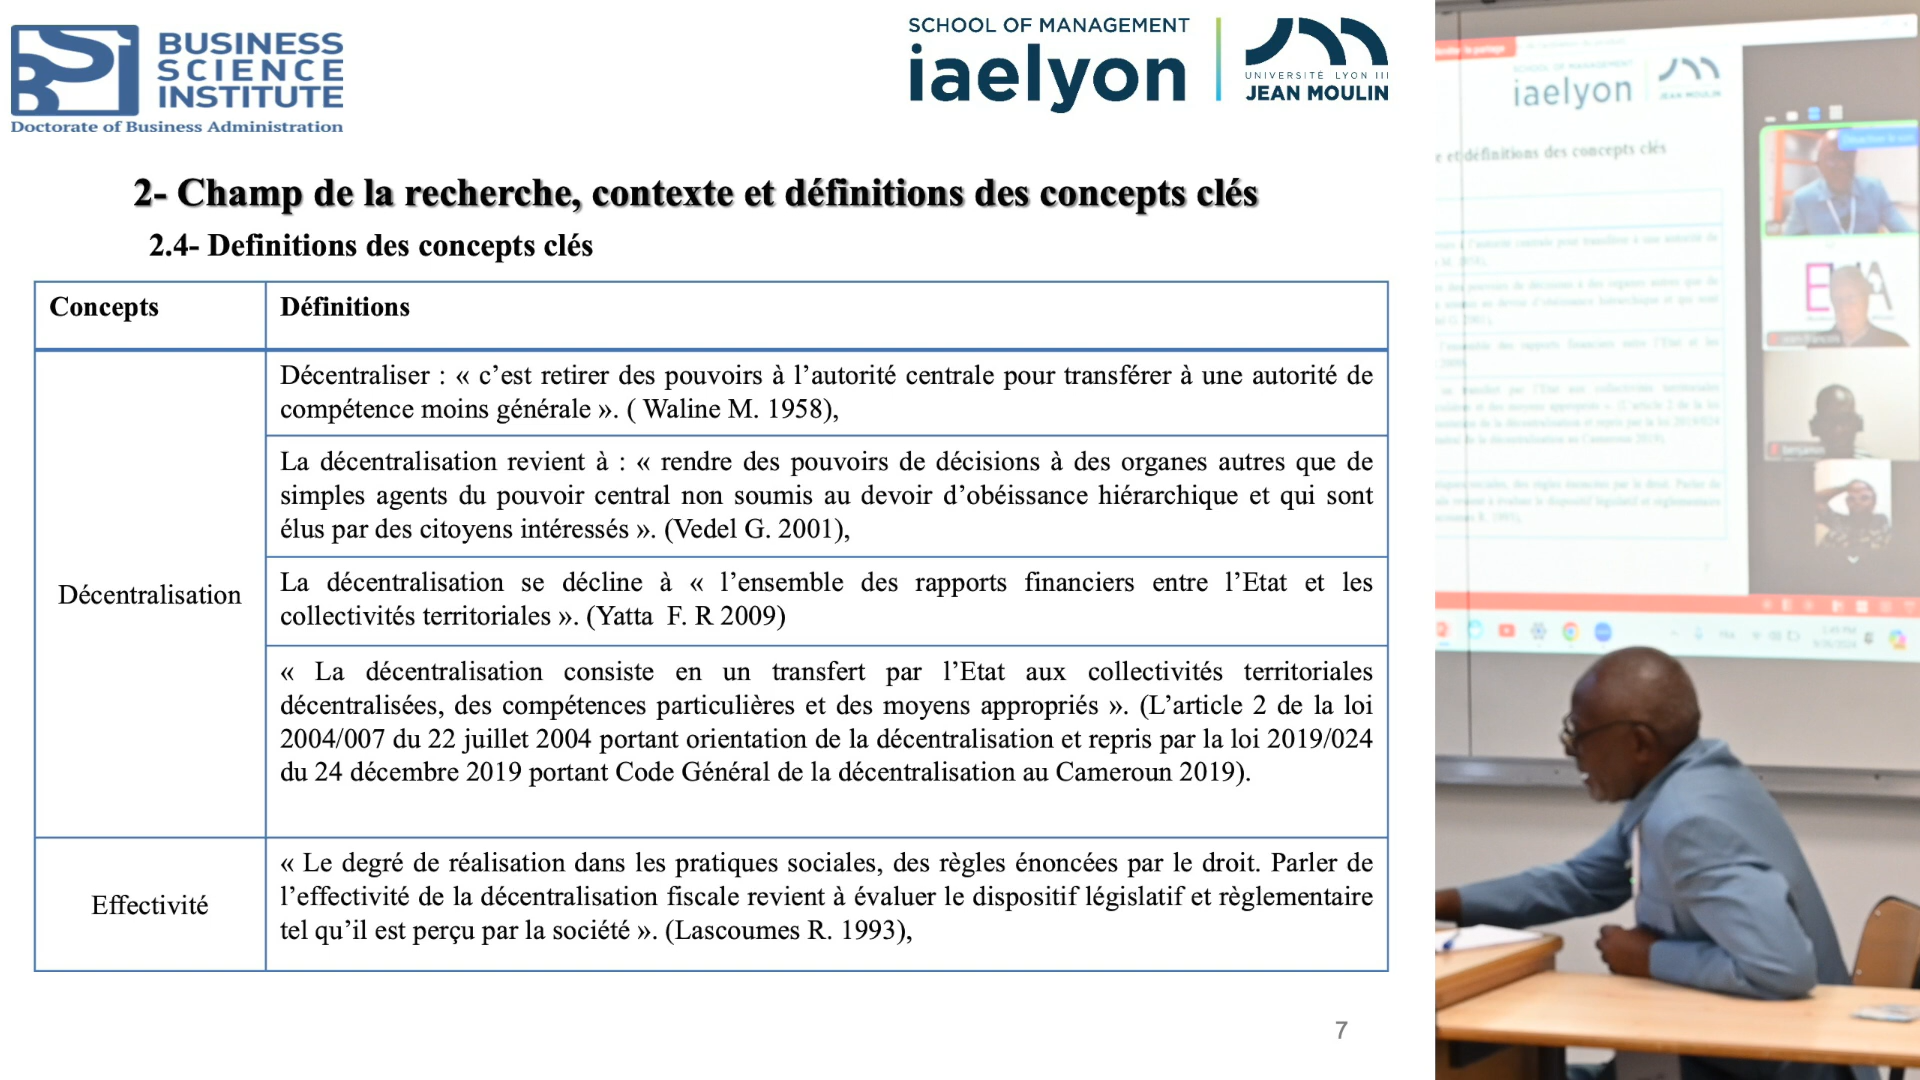 BSI
BUSINESS
SCIENCE
INSTITUTE
Doctorate of Business Administration
SCHOOL OF MANAGEMENT
iaelyon
UNIVERSITÉ LYON III
JEAN MOULIN
2- Champ de la recherche, contexte et définitions des concepts clés
2.4- Definitions des concepts clés
Concepts
Définitions
Décentralisation
Décentraliser : « c’est retirer des pouvoirs à l’autorité centrale pour transférer à une autorité de
compétence moins générale ». ( Waline M. 1958),
La décentralisation revient à : « rendre des pouvoirs de décisions à des organes autres que de
simples agents du pouvoir central non soumis au devoir d’obéissance hiérarchique et qui sont
élus par des citoyens intéressés ». (Vedel G. 2001),
La décentralisation se décline à « l’ensemble des rapports financiers entre l’Etat et les
collectivités territoriales ». (Yatta F. R 2009)
« La décentralisation consiste en un transfert par l’Etat aux collectivités territoriales
décentralisées, des compétences particulières et des moyens appropriés ». (L’article 2 de la loi
2004/007 du 22 juillet 2004 portant orientation de la décentralisation et repris par la loi 2019/024
du 24 décembre 2019 portant Code Général de la décentralisation au Cameroun 2019).
Effectivité
« Le degré de réalisation dans les pratiques sociales, des règles énoncées par le droit. Parler de
l’effectivité de la décentralisation fiscale revient à évaluer le dispositif législatif et règlementaire
tel qu’il est perçu par la société ». (Lascoumes R. 1993),
7
SCHOOL OF MANAGEMENT
iaelyon
JEAN MOULIN
e et définitions des concepts clés